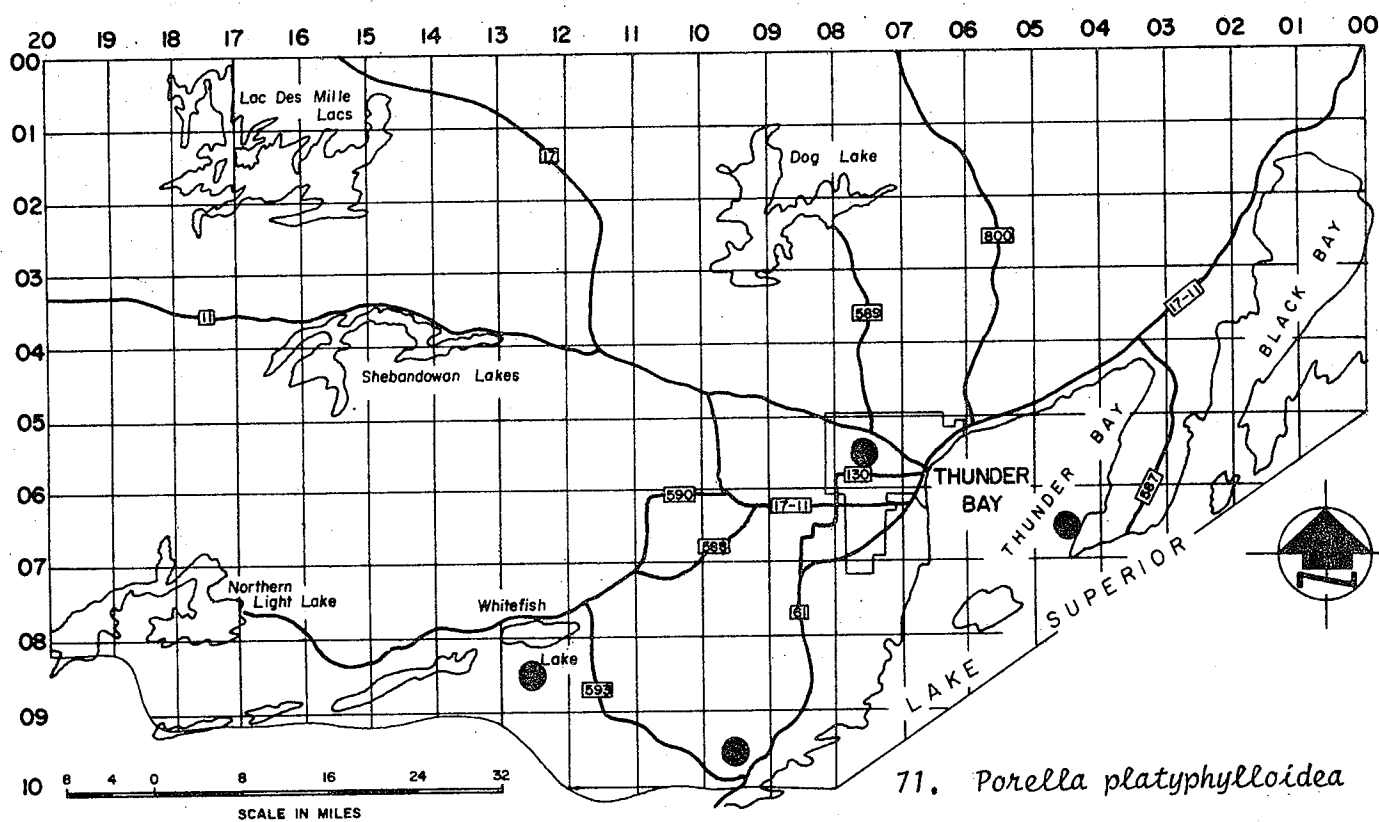 20 19 18 17 16 15 14 13 12 11 10 09 08 07 06 05 04 03 02 01 00
00
Lac Des Mille
Lacs
01
17
Dog Lake
02
800
BLACK BAY
03
11
589
17-11
04
Shebandowan Lakes
05
130
THUNDER
BAY
THUNDER BAY
587
06
590
17-11
588
07
Northern
Light Lake
Whitefish
Lake
61
08
593
LAKE SUPERIOR
09
10
N
8 4 0 8 16 24 32
SCALE IN MILES
71. Porella platyphylloidea